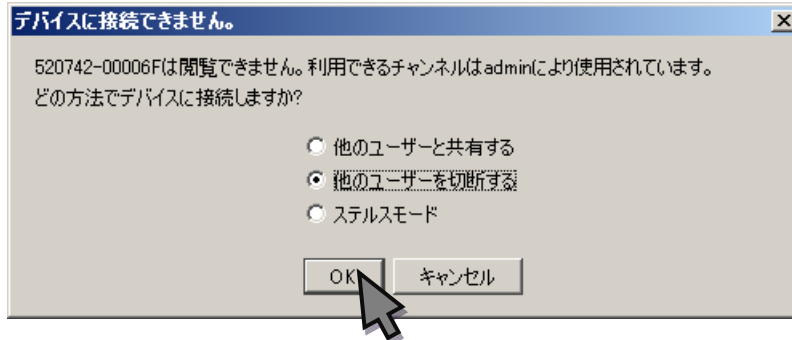 デバイスに接続できません。
520742-00006Fは閲覧できません。利用できるチャンネルはadminにより使用されています。
どの方法でデバイスに接続しますか?
他のユーザーと共有する
他のユーザーを切断する
ステルスモード
OK キャンセル